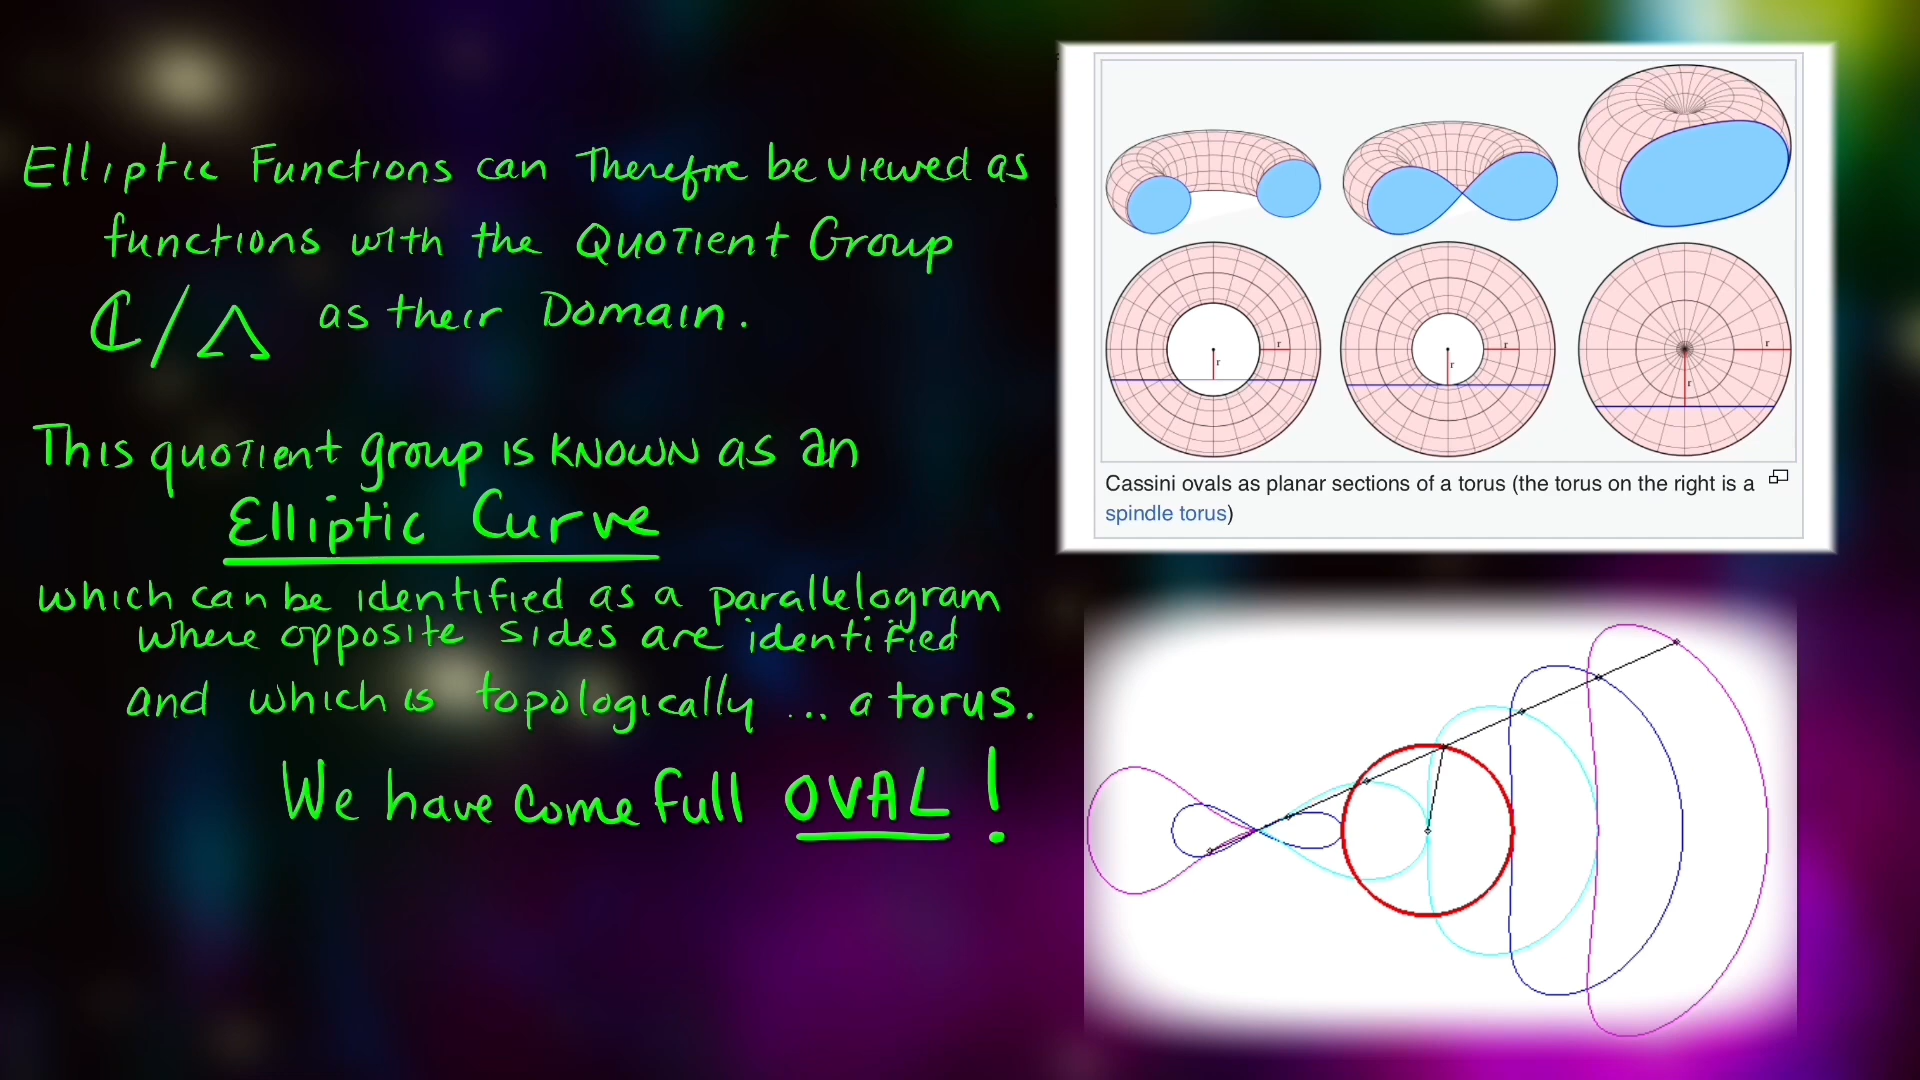 Elliptic Functions can Therefore be viewed as
functions with the Quotient Group
ℂ/Λ as their Domain.
This quotient group is known as an
Elliptic Curve
which can be identified as a parallelogram
where opposite sides are identified
and which is topologically ... a torus.
We have come full OVAL!
r r r
r r r
Cassini ovals as planar sections of a torus (the torus on the right is a
spindle torus)